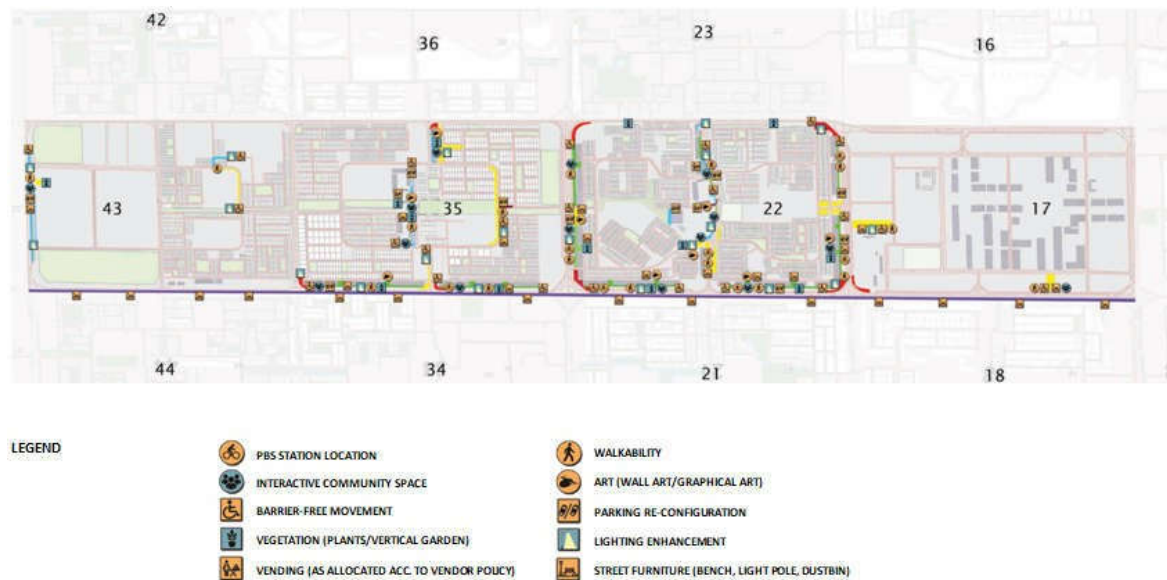 42
36
23
16
43
35
22
17
44
34
21
18
LEGEND
PBS STATION LOCATION
WALKABILITY
INTERACTIVE COMMUNITY SPACE
ART (WALL ART/GRAPHICAL ART)
BARRIER-FREE MOVEMENT
PARKING RE-CONFIGURATION
VEGETATION (PLANTS/VERTICAL GARDEN)
LIGHTING ENHANCEMENT
VENDING (AS ALLOCATED ACC. TO VENDOR POLICY)
STREET FURNITURE (BENCH, LIGHT POLE, DUSTBIN)